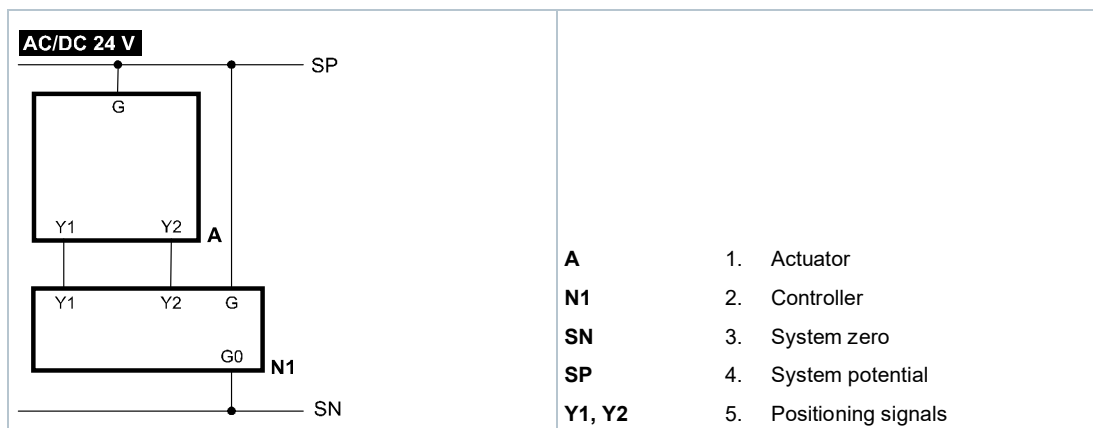 AC/DC 24 V
SP
G
Y1 Y2
A
Y1 Y2 G
G0
N1
SN
A 1. Actuator
N1 2. Controller
SN 3. System zero
SP 4. System potential
Y1, Y2 5. Positioning signals